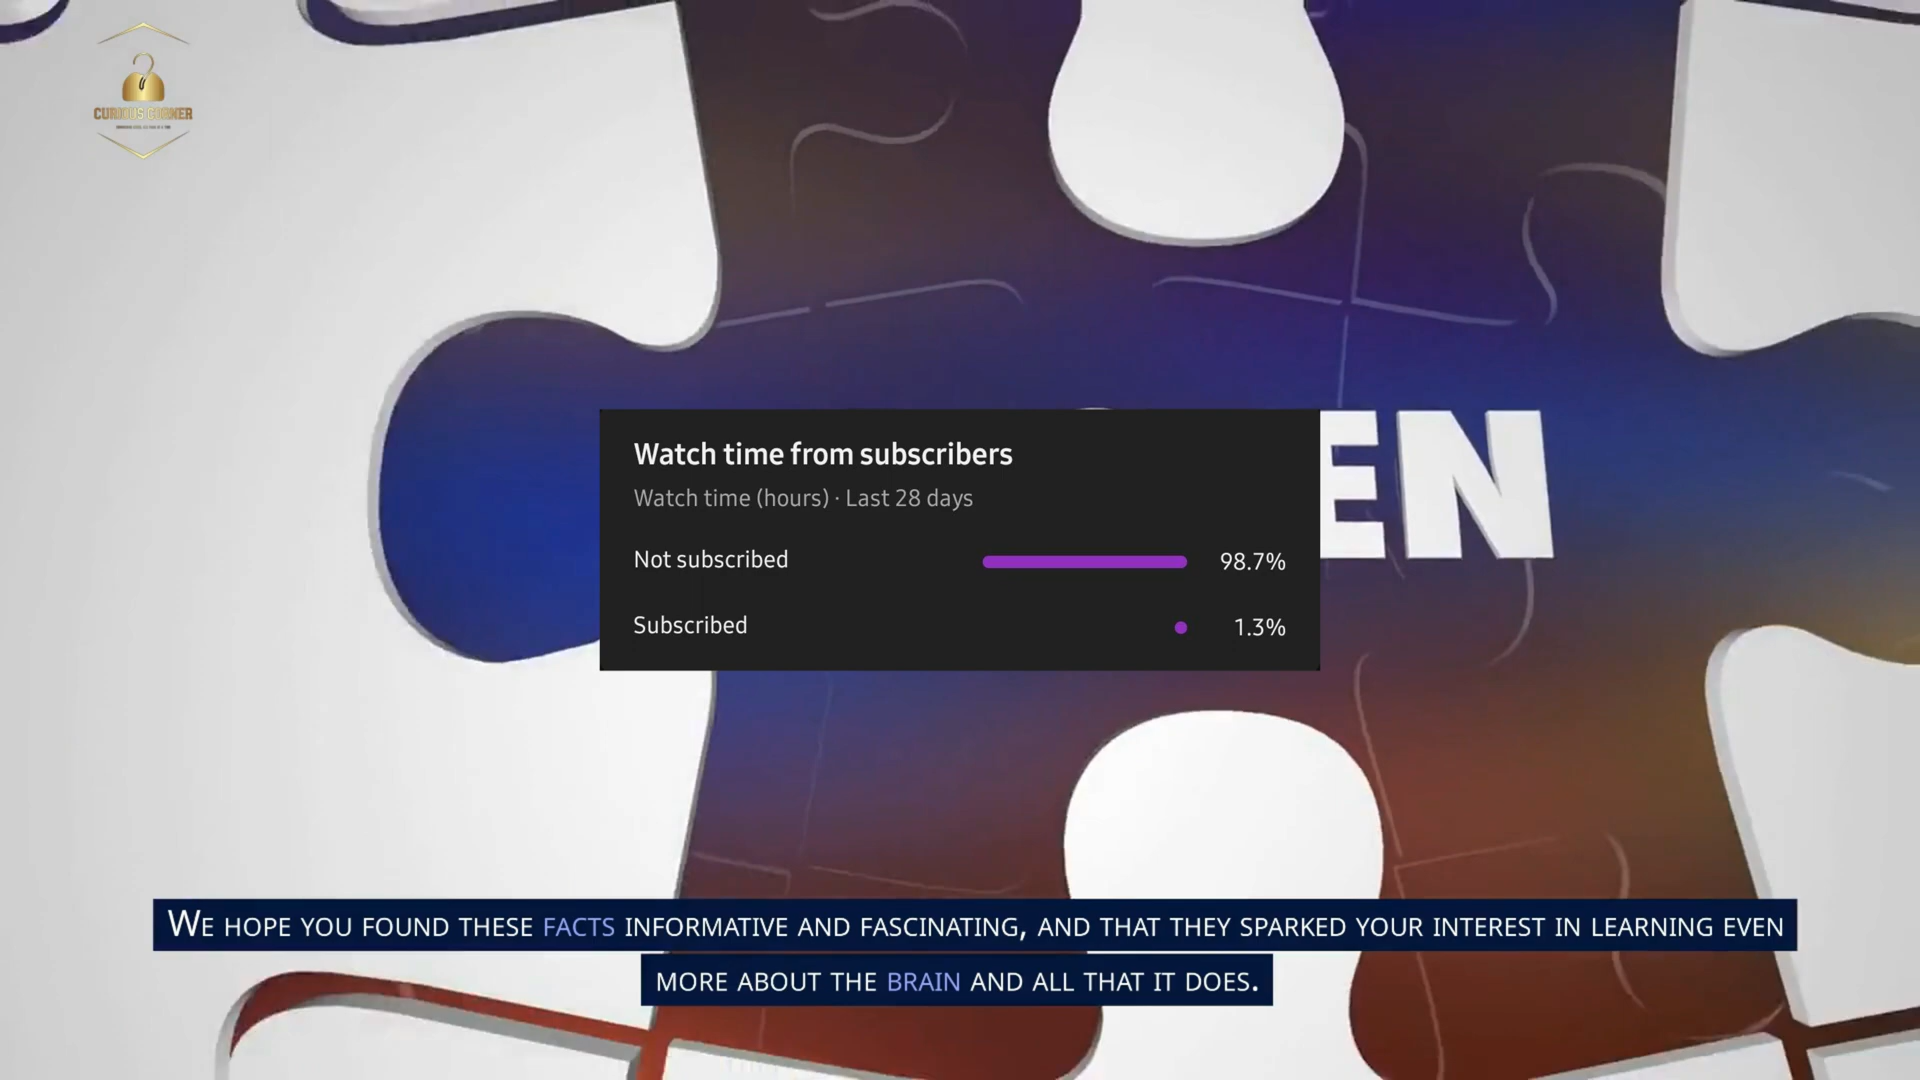 CURIOUS CORNER
EN
Watch time from subscribers
Watch time (hours) · Last 28 days
Not subscribed 98.7%
Subscribed 1.3%
We hope you found these facts informative and fascinating, and that they sparked your interest in learning even
more about the brain and all that it does.